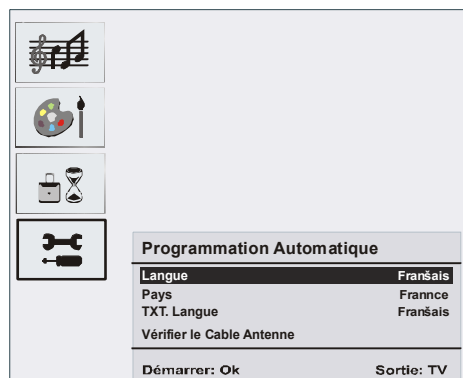 Programmation Automatique
Langue Franšais
Pays Frannce
TXT. Langue Franšais
Vérifier le Cable Antenne
Démarrer: Ok Sortie: TV